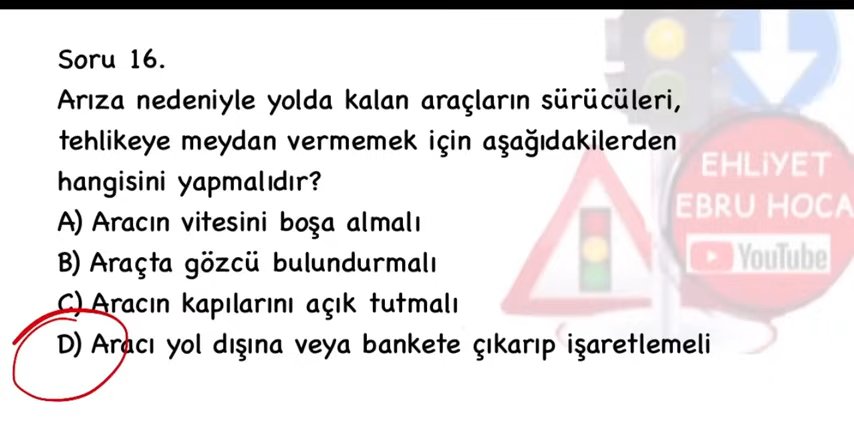 Soru 16.
Arıza nedeniyle yolda kalan araçların sürücüleri,
tehlikeye meydan vermemek için aşağıdakilerden
hangisini yapmalıdır?
A) Aracın vitesini boşa almalı
B) Araçta gözcü bulundurmalı
C) Aracın kapılarını açık tutmalı
D) Aracı yol dışına veya bankete çıkarıp işaretlemeli
EHLİYET
EBRU HOCA
YouTube